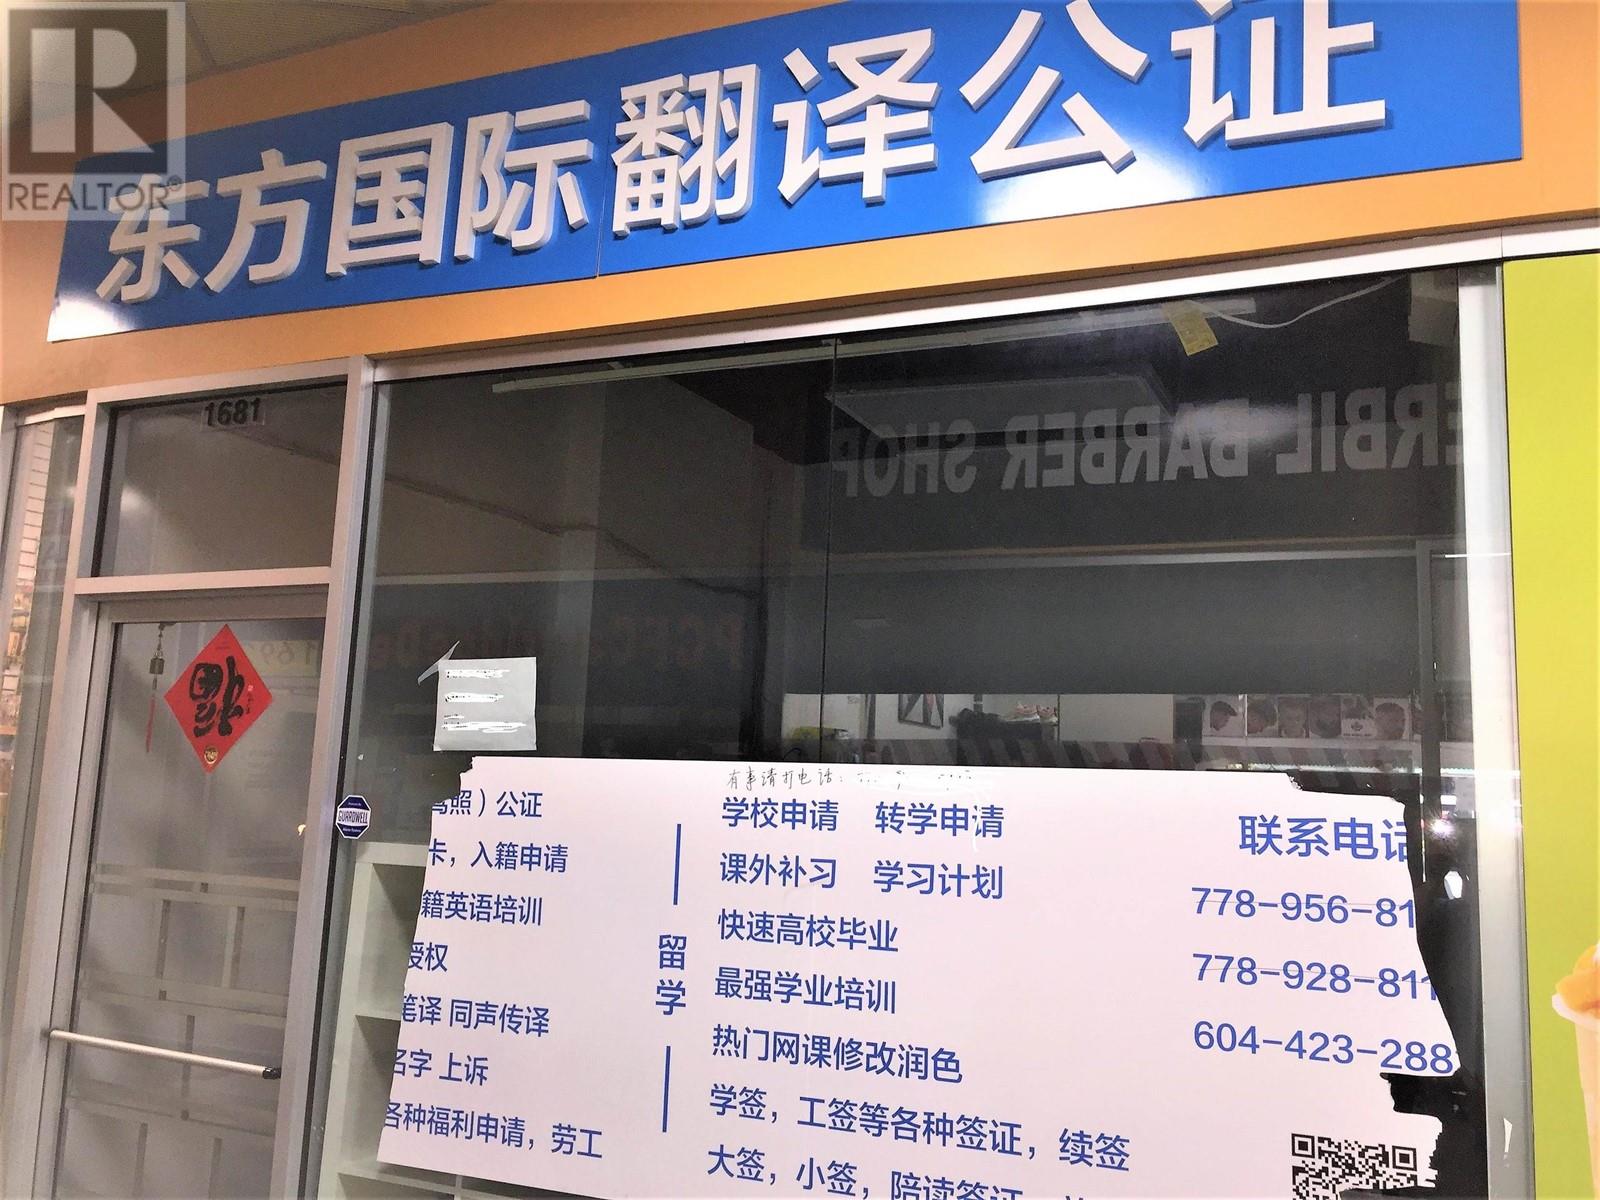 REALTOR®
东方国际翻译公证
1681
ERBIL BARBER SHOP
福
GUARDWELL
有事请打电话:
驾照）公证
卡，入籍申请
籍英语培训
授权
笔译 同声传译
名字 上诉
各种福利申请，劳工
留学
学校申请 转学申请
课外补习 学习计划
快速高校毕业
最强学业培训
热门网课修改润色
学签，工签等各种签证，续签
大签，小签，陪读签证
联系电话
778-956-81
778-928-811
604-423-288